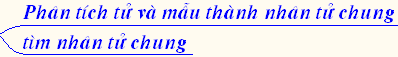 Phân tích tử và mẫu thành nhân tử chung
tìm nhân tử chung